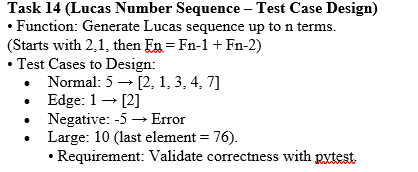 Task 14 (Lucas Number Sequence – Test Case Design)
• Function: Generate Lucas sequence up to n terms.
(Starts with 2,1, then Fn = Fn-1 + Fn-2)
• Test Cases to Design:
• Normal: 5 → [2, 1, 3, 4, 7]
• Edge: 1 → [2]
• Negative: -5 → Error
• Large: 10 (last element = 76).
• Requirement: Validate correctness with pytest.